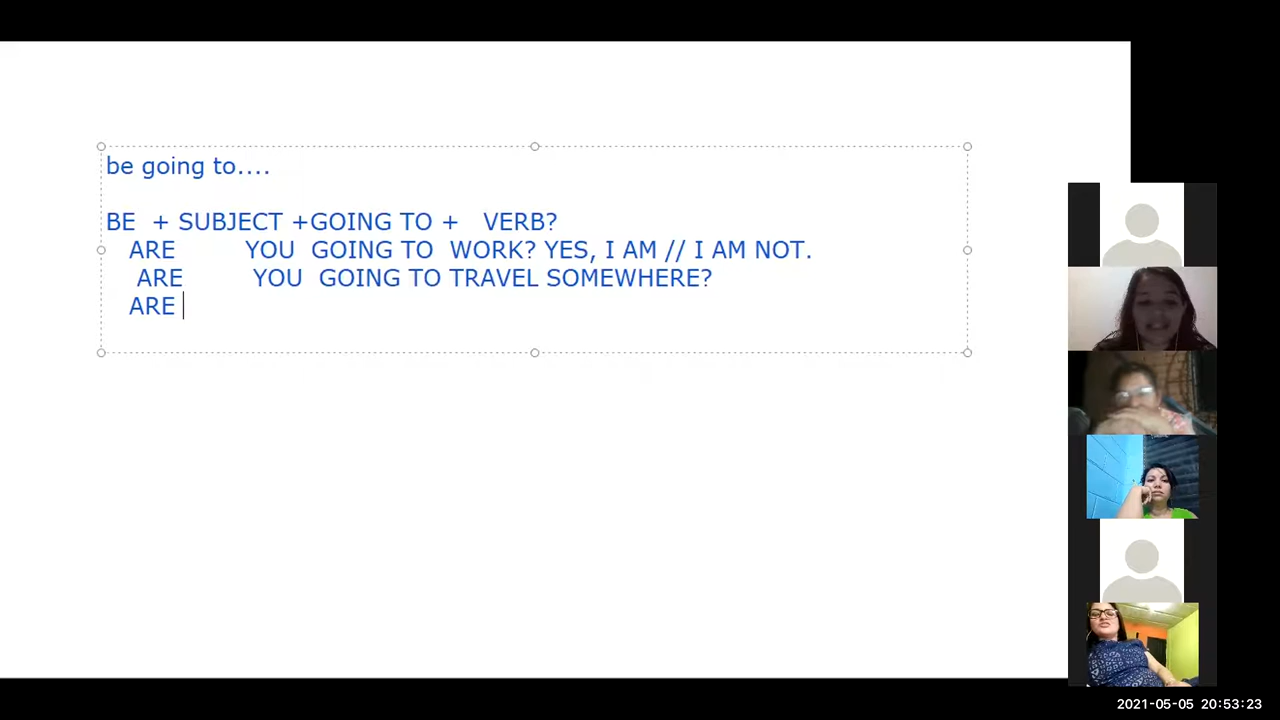 be going to....
BE + SUBJECT +GOING TO + VERB?
ARE YOU GOING TO WORK? YES, I AM // I AM NOT.
ARE YOU GOING TO TRAVEL SOMEWHERE?
ARE
2021-05-05 20:53:23